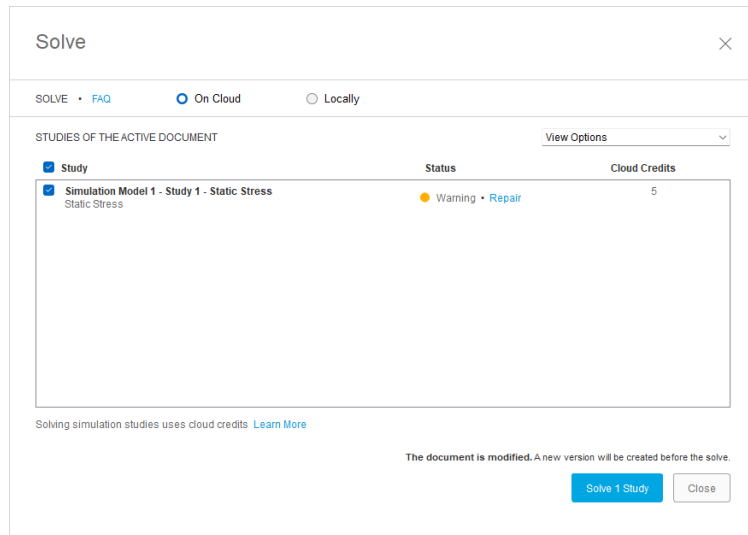 Solve
SOLVE • FAQ On Cloud Locally
STUDIES OF THE ACTIVE DOCUMENT View Options
Study Status Cloud Credits
Simulation Model 1 - Study 1 - Static Stress
Static Stress
Warning • Repair 5
Solving simulation studies uses cloud credits Learn More
The document is modified. A new version will be created before the solve.
Solve 1 Study Close